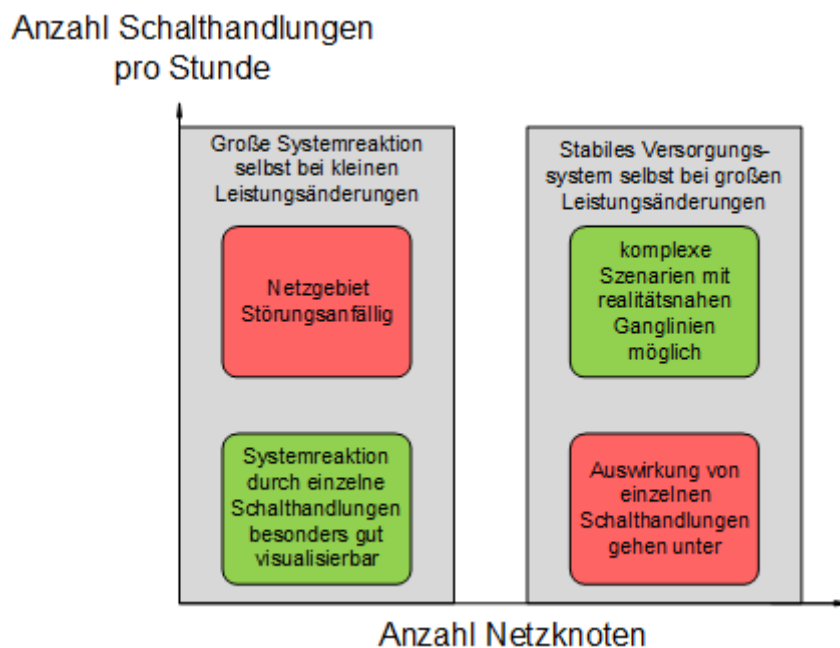 Anzahl Schalthandlungen
pro Stunde
Große Systemreaktion
selbst bei kleinen
Leistungsänderungen
Netzgebiet
Störungsanfällig
Systemreaktion
durch einzelne
Schalthandlungen
besonders gut
visualisierbar
Stabiles Versorgungs-
system selbst bei großen
Leistungsänderungen
komplexe
Szenarien mit
realitätsnahen
Ganglinien
möglich
Auswirkung von
einzelnen
Schalthandlungen
gehen unter
Anzahl Netzknoten